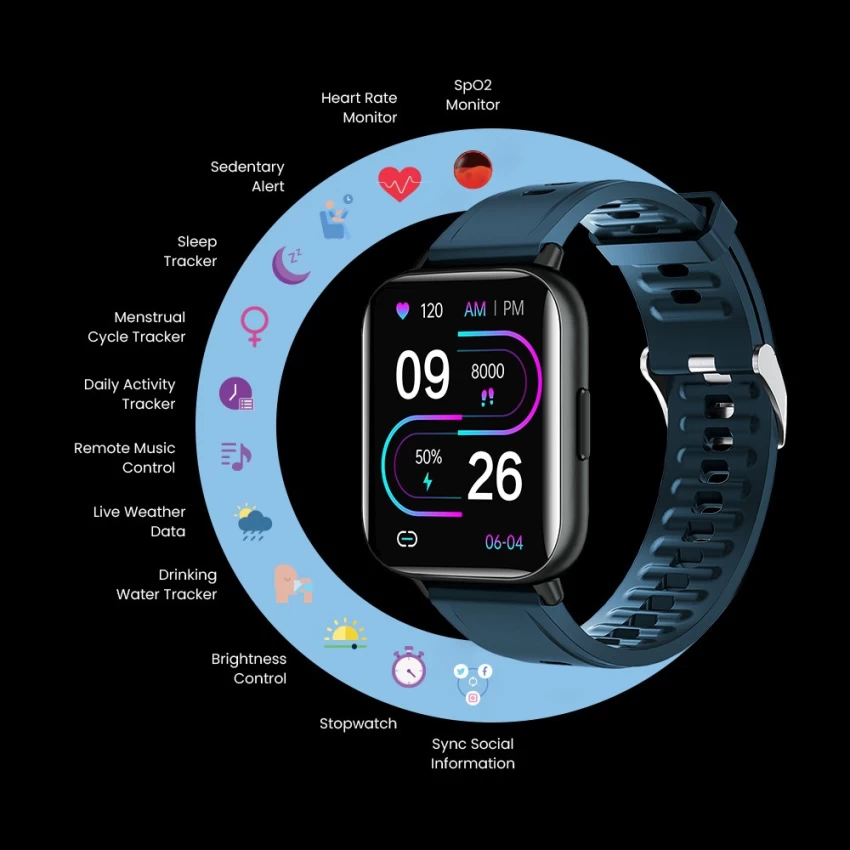 SpO2
Monitor
Heart Rate
Monitor
Sedentary
Alert
Sleep
Tracker
Menstrual
Cycle Tracker
Daily Activity
Tracker
Remote Music
Control
Live Weather
Data
Drinking
Water Tracker
Brightness
Control
Stopwatch
Sync Social
Information
120 AM | PM
09 8000
50% 26
06-04
zz